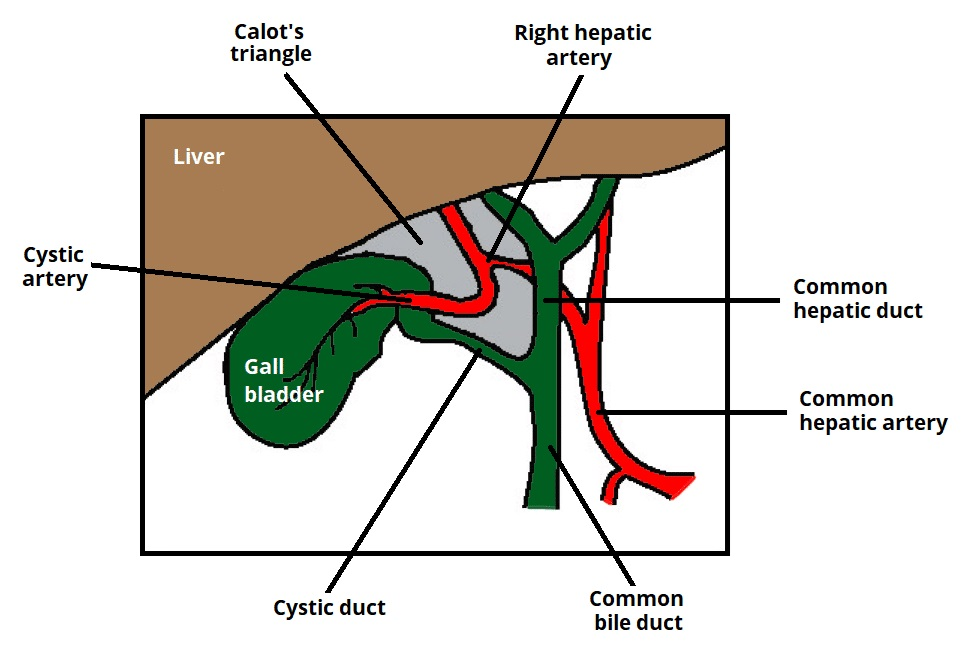 Calot's
triangle
Right hepatic
artery
Liver
Cystic
artery
Common
hepatic duct
Gall
bladder
Common
hepatic artery
Cystic duct
Common
bile duct